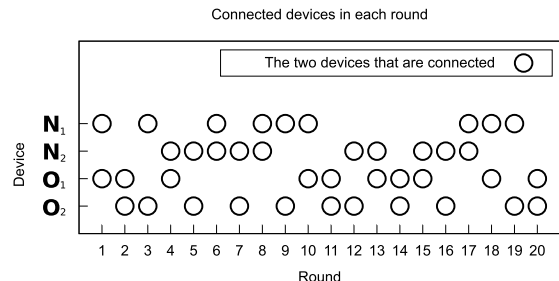 Connected devices in each round
The two devices that are connected
Device
N₁
N₂
O₁
O₂
1 2 3 4 5 6 7 8 9 10 11 12 13 14 15 16 17 18 19 20
Round